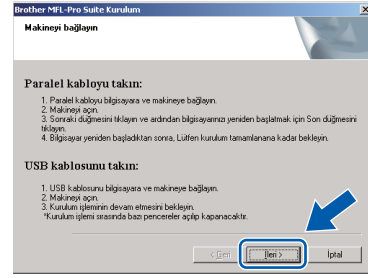 Brother MFL-Pro Suite Kurulum
Makineyi bağlayın
Paralel kabloyu takın:
1. Paralel kabloyu bilgisayara ve makineye bağlayın.
2. Makineyi açın.
3. Sonraki düğmesini tıklayın ve ardından bilgisayarınızı yeniden başlatmak için Son düğmesini
tıklayın.
4. Bilgisayar yeniden başladıktan sonra, Lütfen kurulum tamamlanana kadar bekleyin.
USB kablosunu takın:
1. USB kablosunu bilgisayara ve makineye bağlayın.
2. Makineyi açın.
3. Kurulum işleminin devam etmesini bekleyin.
*Kurulum işlemi sırasında bazı pencereler açılıp kapanacaktır.
< Geri İleri > İptal